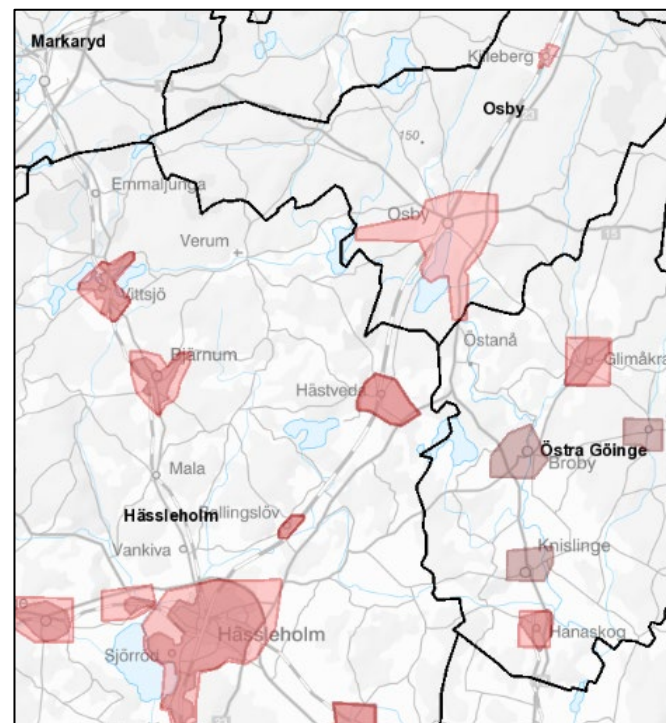 Markaryd
Killeberg
Osby
150
Emmaljunga
Osby
15
Verum
Vittsjö
Östanå
Glimåkra
Bjärnum
Hästveda
Östra Göinge
Broby
Mala
Hässleholm
Ballingslöv
Vankiva
Knislinge
Hässleholm
Hanaskog
Sjörröd